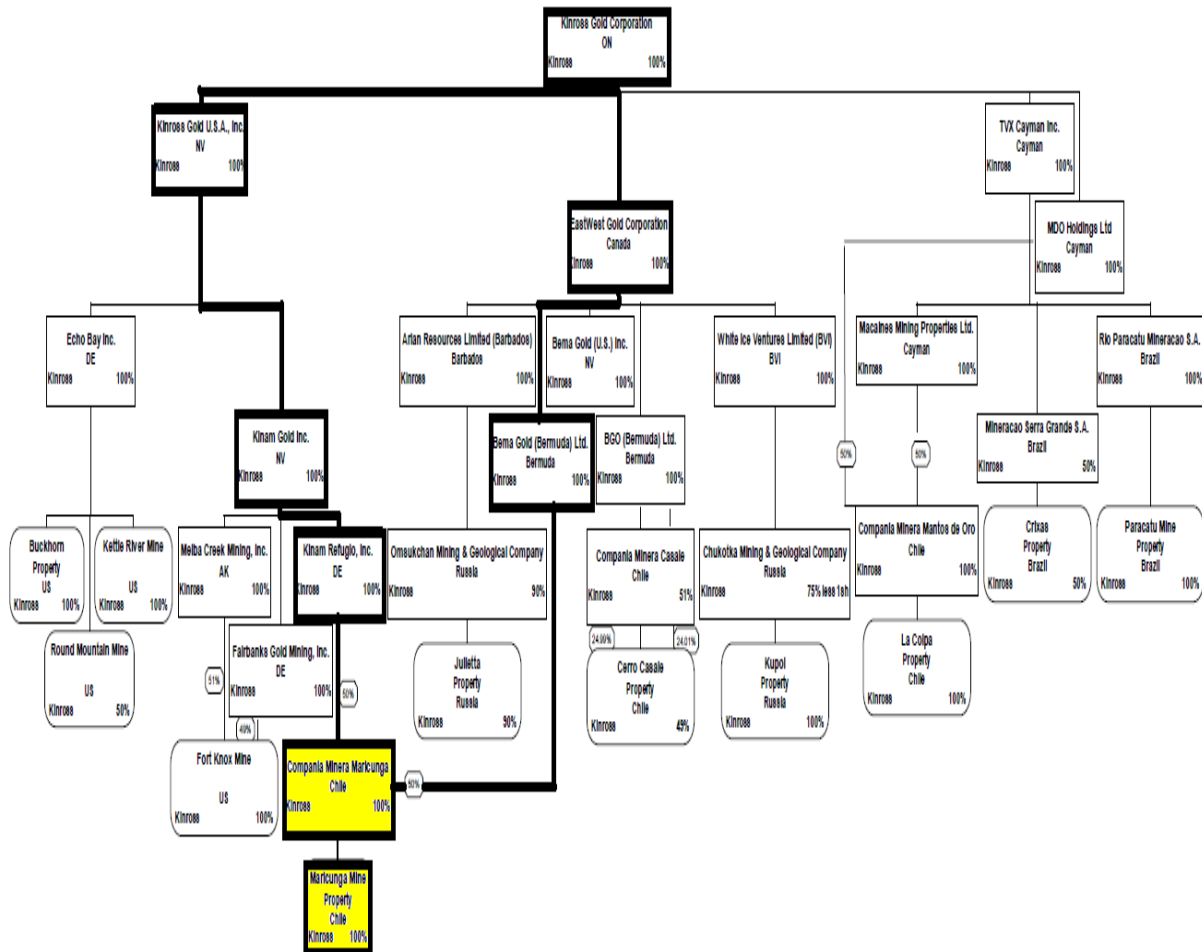 Kinross Gold Corporation
ON
Kinross 100%
Kinross Gold U.S.A., Inc.
NV
Kinross 100%
TVX Cayman Inc.
Cayman
Kinross 100%
EastWest Gold Corporation
Canada
Kinross 100%
MDO Holdings Ltd
Cayman
Kinross 100%
Echo Bay Inc.
DE
Kinross 100%
Arian Resources Limited (Barbados)
Barbados
Kinross 100%
Bema Gold (U.S.) Inc.
NV
Kinross 100%
White Ice Ventures Limited (BVI)
BVI
Kinross 100%
Macaines Mining Properties Ltd.
Cayman
Kinross 100%
Rio Paracatu Mineracao S.A.
Brazil
Kinross 100%
Kinam Gold Inc.
NV
Kinross 100%
Bema Gold (Bermuda) Ltd.
Bermuda
Kinross 100%
BGO (Bermuda) Ltd.
Bermuda
Kinross 100%
Mineracao Serra Grande S.A.
Brazil
Kinross 50%
50%
50%
Buckhorn
Property
US
Kinross 100%
Kettle River Mine
US
Kinross 100%
Melba Creek Mining, Inc.
AK
Kinross 100%
Kinam Refugio, Inc.
DE
Kinross 100%
Omsukchan Mining & Geological Company
Russia
Kinross 90%
Compania Minera Casale
Chile
Kinross 51%
Chukotka Mining & Geological Company
Russia
Kinross 75% less 1sh
Compania Minera Mantos de Oro
Chile
Kinross 100%
Crixas
Property
Brazil
Kinross 50%
Paracatu Mine
Property
Brazil
Kinross 100%
Round Mountain Mine
US
Kinross 50%
51%
Fairbanks Gold Mining, Inc.
DE
Kinross 100%
49%
50%
Julietta
Property
Russia
Kinross 90%
24.99%
24.01%
Cerro Casale
Property
Chile
Kinross 49%
Kupol
Property
Russia
Kinross 100%
La Coipa
Property
Chile
Kinross 100%
Fort Knox Mine
US
Kinross 100%
Compania Minera Maricunga
Chile
Kinross 100%
50%
Maricunga Mine
Property
Chile
Kinross 100%